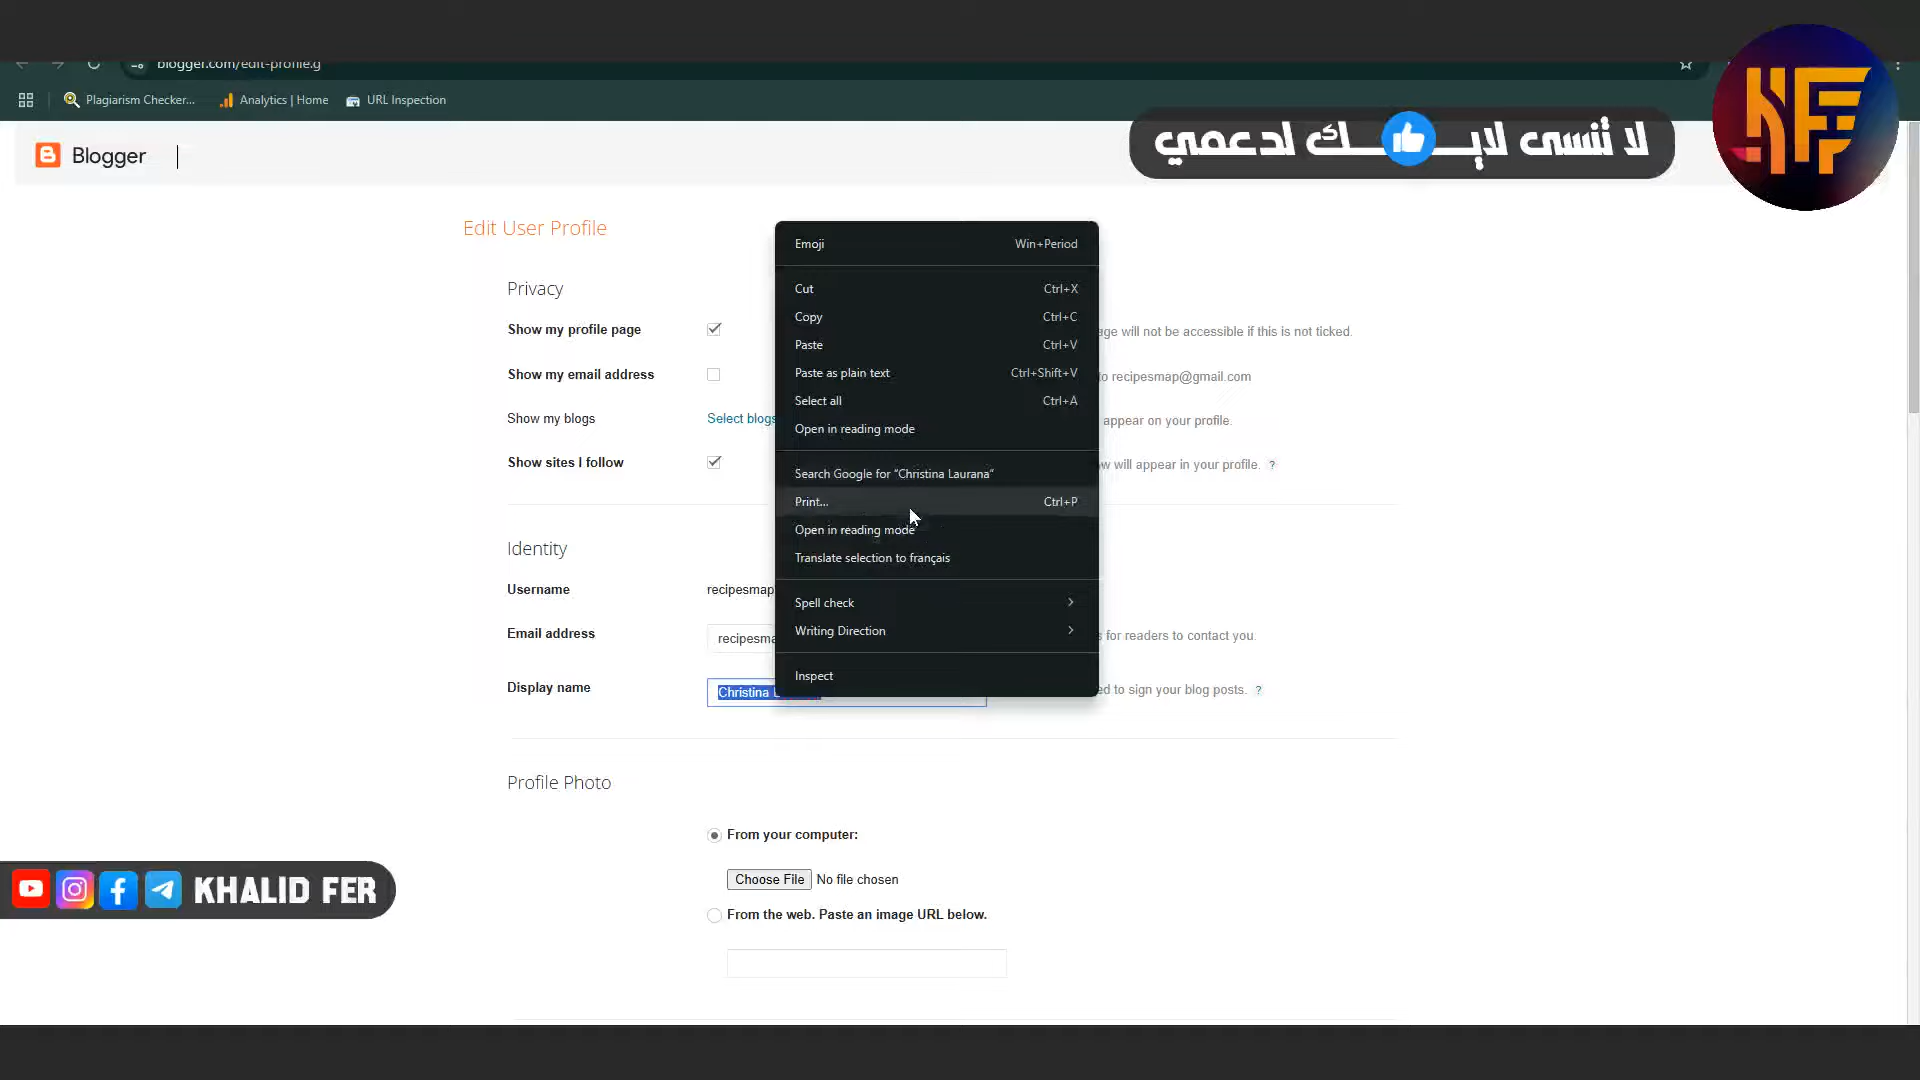 blogger.com/edit-profile.g
Plagiarism Checker...
Analytics | Home
URL Inspection
Blogger
لا تنسى لايـــك لدعمي
Edit User Profile
Privacy
Show my profile page
age will not be accessible if this is not ticked.
Show my email address
to recipesmap@gmail.com
Show my blogs
Select blogs
appear on your profile.
Show sites I follow
w will appear in your profile. ?
Identity
Username
recipesmap
Email address
recipesma
s for readers to contact you.
Display name
Christina L
ed to sign your blog posts. ?
Emoji Win+Period
Cut Ctrl+X
Copy Ctrl+C
Paste Ctrl+V
Paste as plain text Ctrl+Shift+V
Select all Ctrl+A
Open in reading mode
Search Google for “Christina Laurana”
Print... Ctrl+P
Open in reading mode
Translate selection to français
Spell check
Writing Direction
Inspect
Profile Photo
From your computer:
Choose File No file chosen
From the web. Paste an image URL below.
KHALID FER
KF